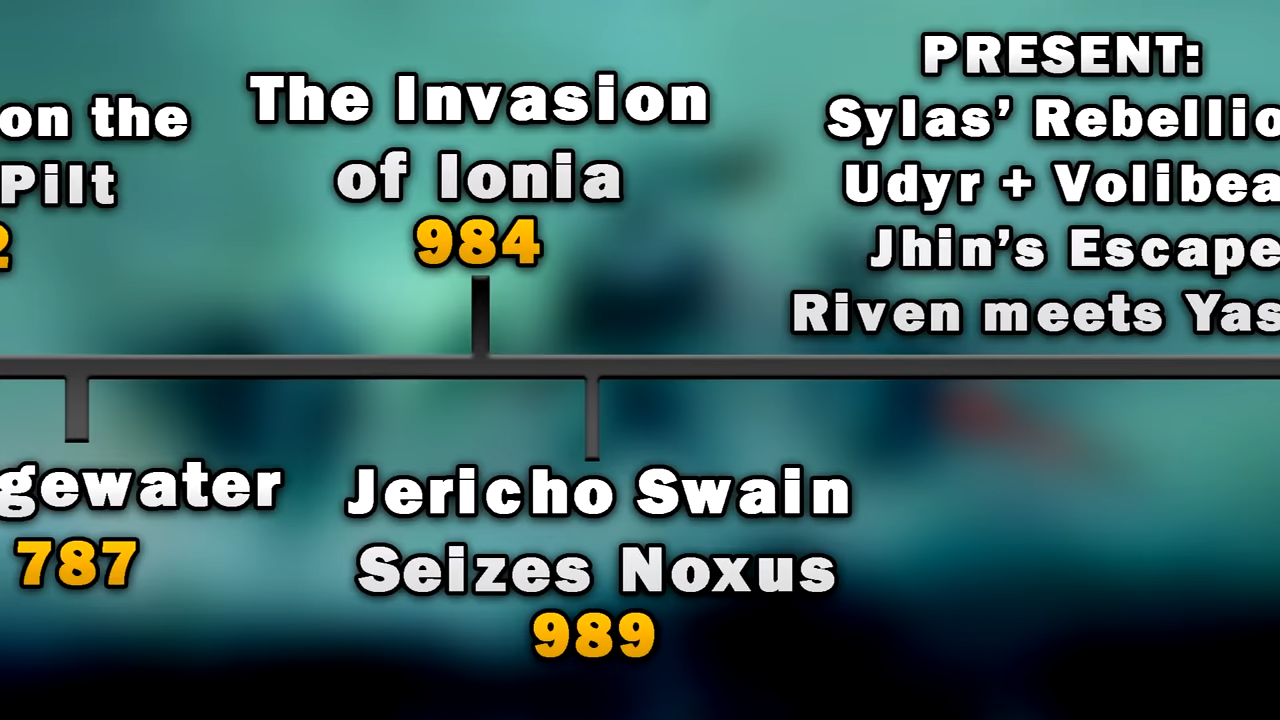 on the
Pilt
2
The Invasion
of Ionia
984
PRESENT:
Sylas’ Rebellio
Udyr + Volibea
Jhin’s Escape
Riven meets Yas
gewater
787
Jericho Swain
Seizes Noxus
989